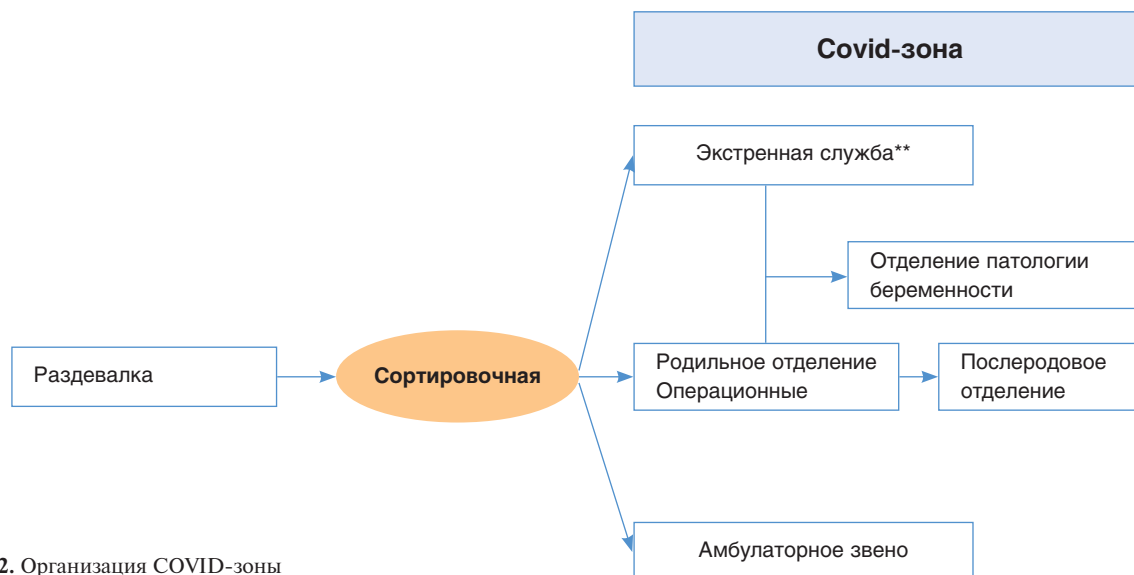 Covid-зона
Экстренная служба**
Отделение патологии
беременности
Раздевалка
Сортировочная
Родильное отделение
Операционные
Послеродовое
отделение
Амбулаторное звено
2. Организация COVID-зоны